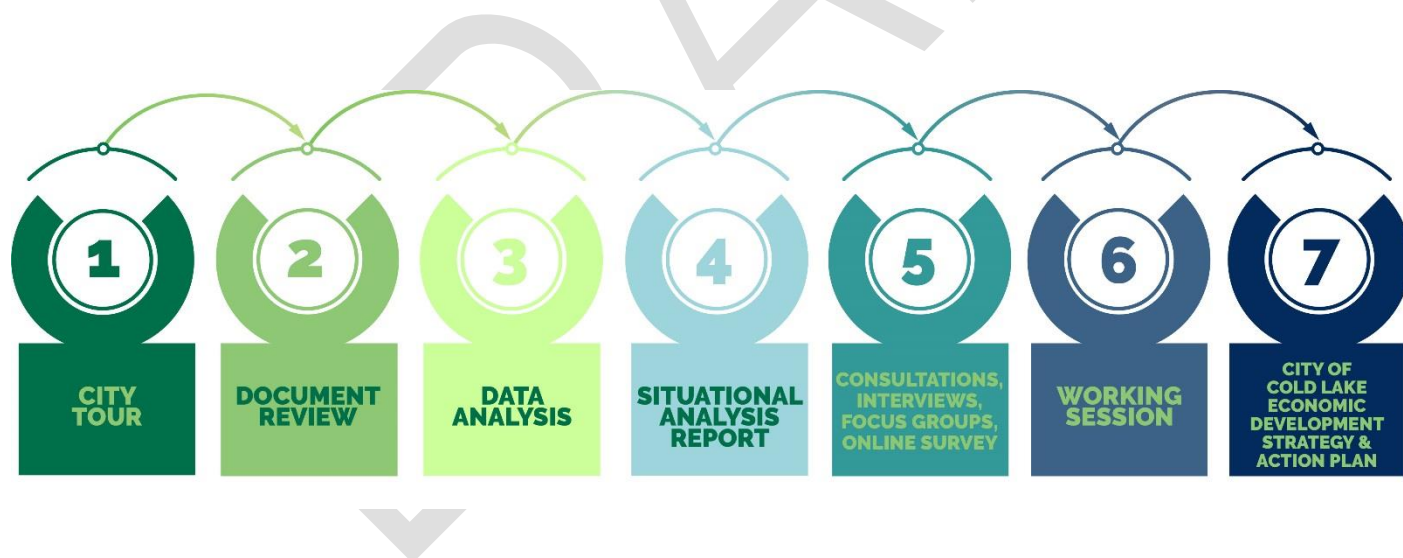 1
2
3
4
5
6
7
CITY
TOUR
DOCUMENT
REVIEW
DATA
ANALYSIS
SITUATIONAL
ANALYSIS
REPORT
CONSULTATIONS,
INTERVIEWS,
FOCUS GROUPS,
ONLINE SURVEY
WORKING
SESSION
CITY OF
COLD LAKE
ECONOMIC
DEVELOPMENT
STRATEGY &
ACTION PLAN